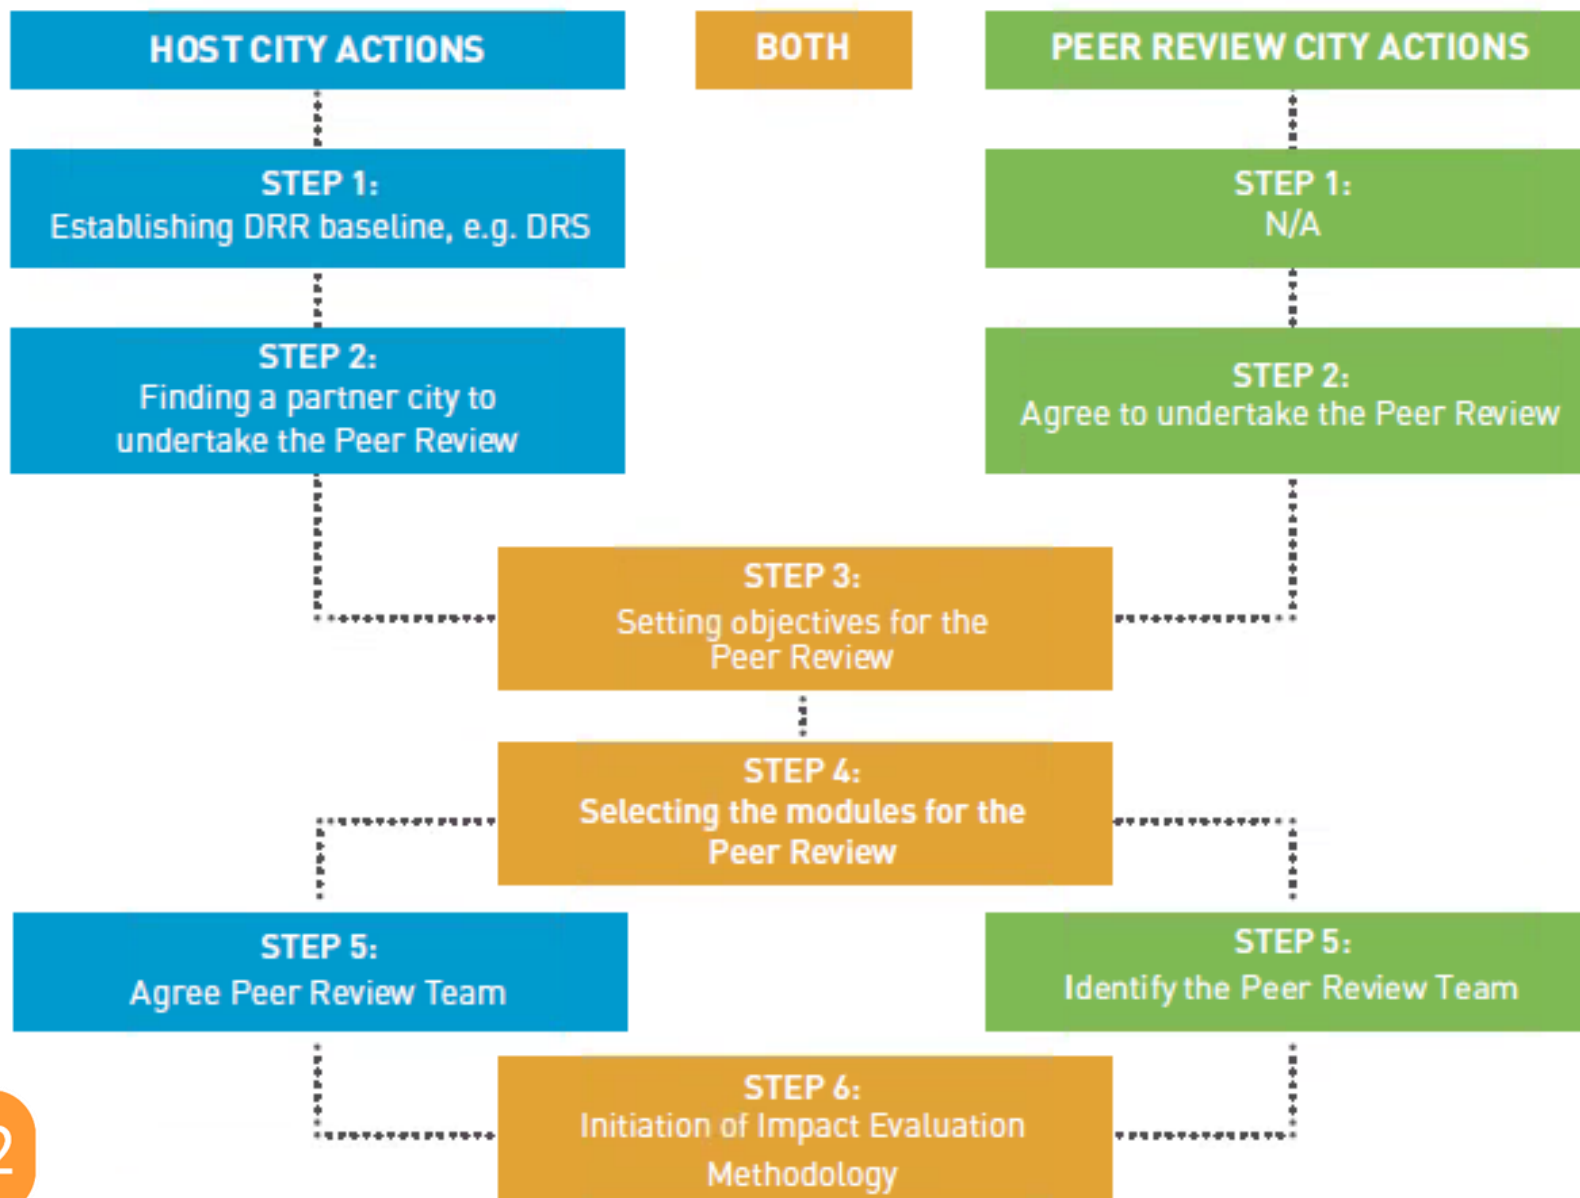 HOST CITY ACTIONS
BOTH
PEER REVIEW CITY ACTIONS
STEP 1:
Establishing DRR baseline, e.g. DRS
STEP 1:
N/A
STEP 2:
Finding a partner city to
undertake the Peer Review
STEP 2:
Agree to undertake the Peer Review
STEP 3:
Setting objectives for the
Peer Review
STEP 4:
Selecting the modules for the
Peer Review
STEP 5:
Agree Peer Review Team
STEP 5:
Identify the Peer Review Team
STEP 6:
Initiation of Impact Evaluation
Methodology
2